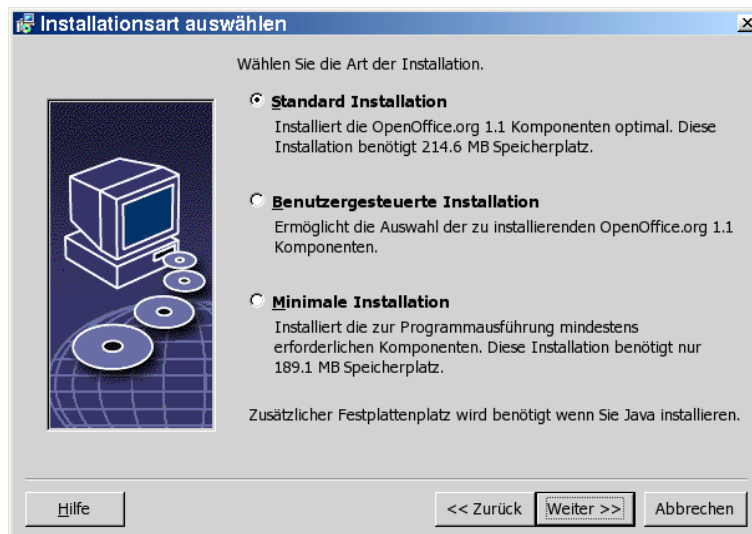 Installationsart auswählen
Wählen Sie die Art der Installation.
Standard Installation
Installiert die OpenOffice.org 1.1 Komponenten optimal. Diese
Installation benötigt 214.6 MB Speicherplatz.
Benutzergesteuerte Installation
Ermöglicht die Auswahl der zu installierenden OpenOffice.org 1.1
Komponenten.
Minimale Installation
Installiert die zur Programmausführung mindestens
erforderlichen Komponenten. Diese Installation benötigt nur
189.1 MB Speicherplatz.
Zusätzlicher Festplattenplatz wird benötigt wenn Sie Java installieren.
Hilfe
<< Zurück
Weiter >>
Abbrechen